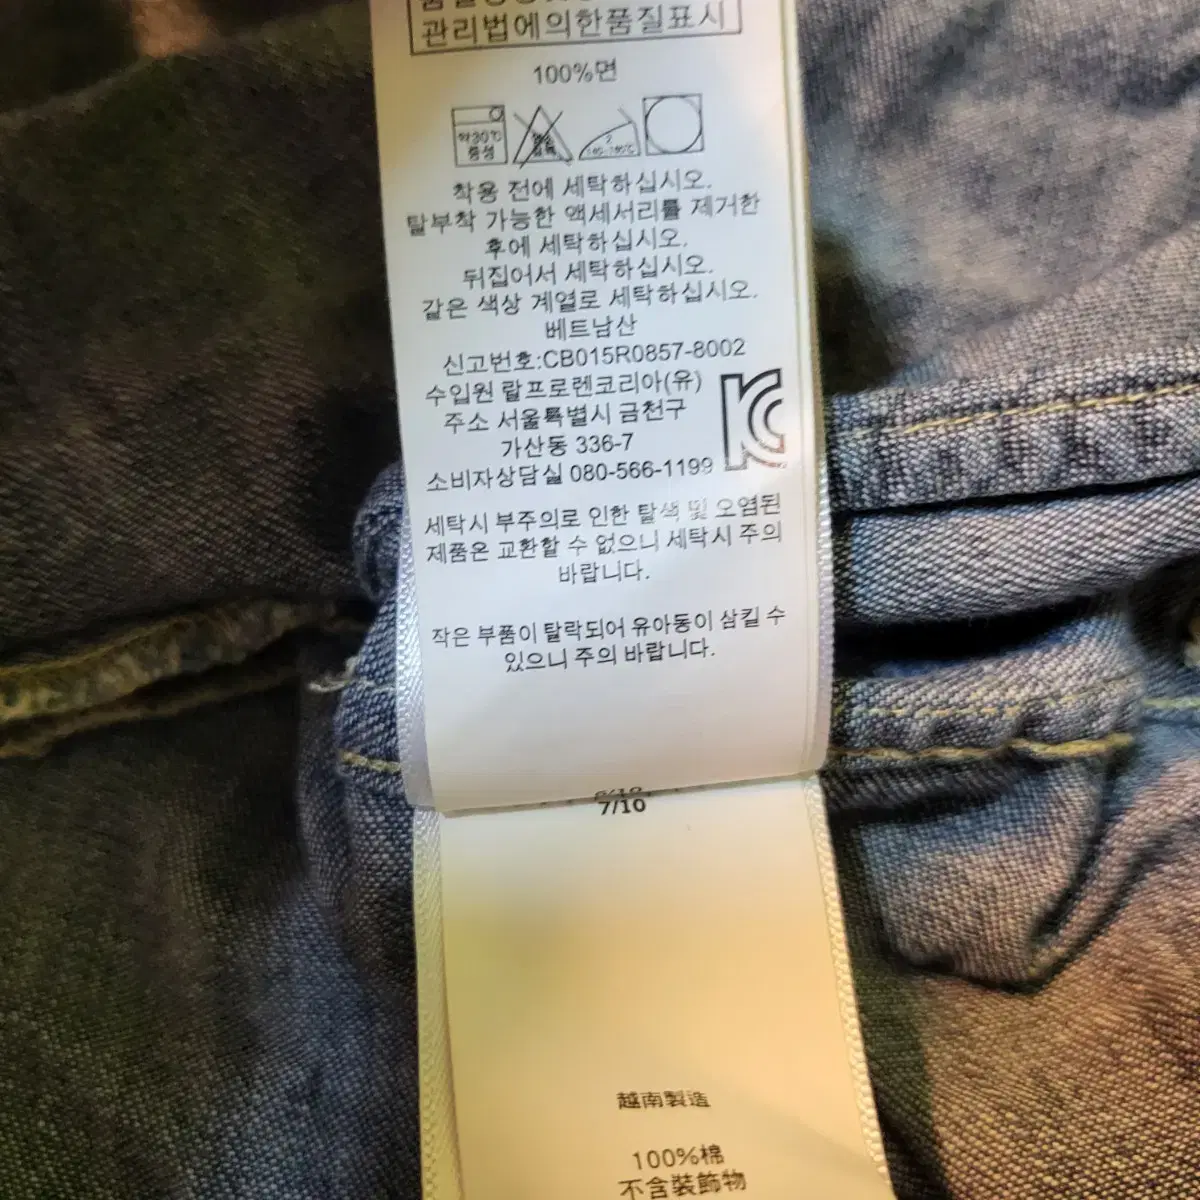 관리법에의한품질표시
100%면
약30℃
중성
2
140~160℃
착용 전에 세탁하십시오.
탈부착 가능한 액세서리를 제거한
후에 세탁하십시오.
뒤집어서 세탁하십시오.
같은 색상 계열로 세탁하십시오.
베트남산
신고번호:CB015R0857-8002
수입원 랄프로렌코리아(유)
주소 서울특별시 금천구
가산동 336-7
소비자상담실 080-566-1199
세탁시 부주의로 인한 탈색 및 오염된
제품은 교환할 수 없으니 세탁시 주의
바랍니다.
작은 부품이 탈락되어 유아동이 삼킬 수
있으니 주의 바랍니다.
7/10
越南製造
100%棉
不含裝飾物